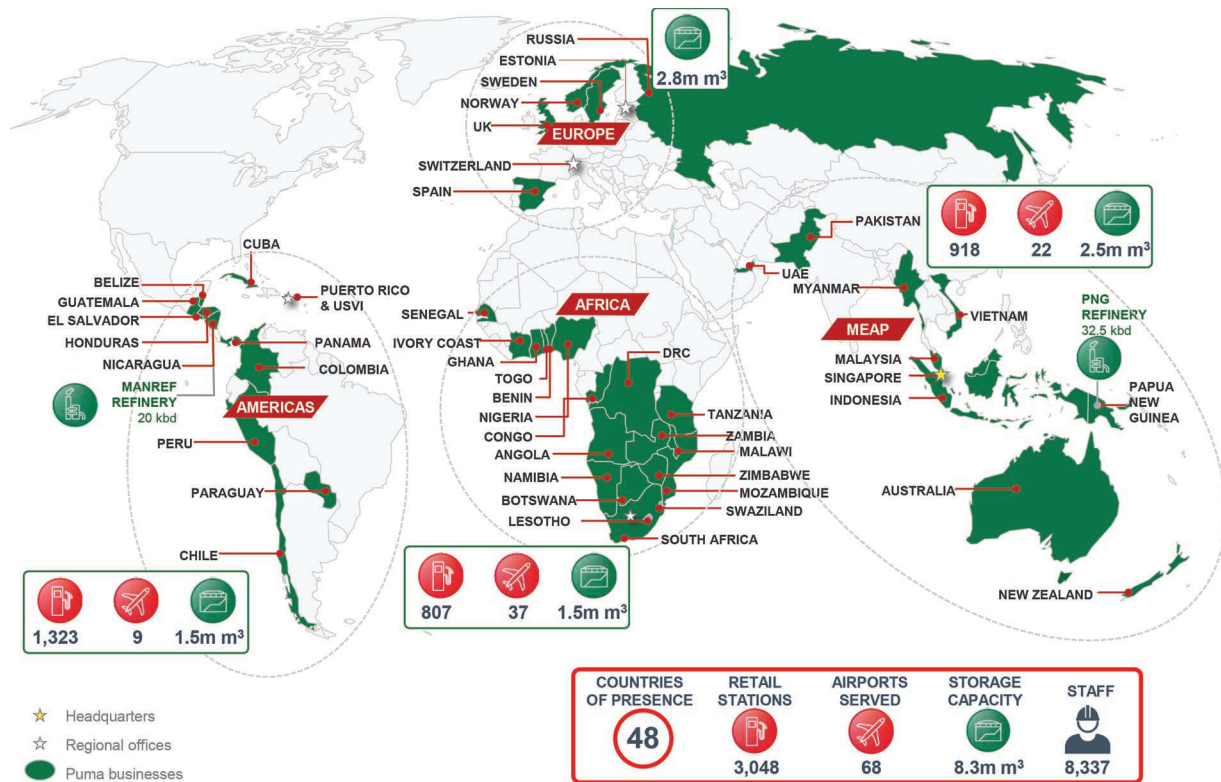 RUSSIA
ESTONIA
SWEDEN
NORWAY
UK
EUROPE
2.8m m³
SWITZERLAND
SPAIN
PAKISTAN
918
22
2.5m m³
UAE
MYANMAR
VIETNAM
MEAP
PNG
REFINERY
32.5 kbd
MALAYSIA
SINGAPORE
INDONESIA
PAPUA
NEW
GUINEA
AUSTRALIA
NEW ZEALAND
CUBA
BELIZE
GUATEMALA
EL SALVADOR
HONDURAS
NICARAGUA
PUERTO RICO
& USVI
PANAMA
COLOMBIA
MANREF
REFINERY
20 kbd
AMERICAS
PERU
PARAGUAY
CHILE
1,323
9
1.5m m³
AFRICA
SENEGAL
IVORY COAST
GHANA
TOGO
BENIN
NIGERIA
CONGO
ANGOLA
NAMIBIA
BOTSWANA
LESOTHO
DRC
TANZANIA
ZAMBIA
MALAWI
ZIMBABWE
MOZAMBIQUE
SWAZILAND
SOUTH AFRICA
807
37
1.5m m³
Headquarters
Regional offices
Puma businesses
COUNTRIES
OF PRESENCE
48
RETAIL
STATIONS
3,048
AIRPORTS
SERVED
68
STORAGE
CAPACITY
8.3m m³
STAFF
8,337